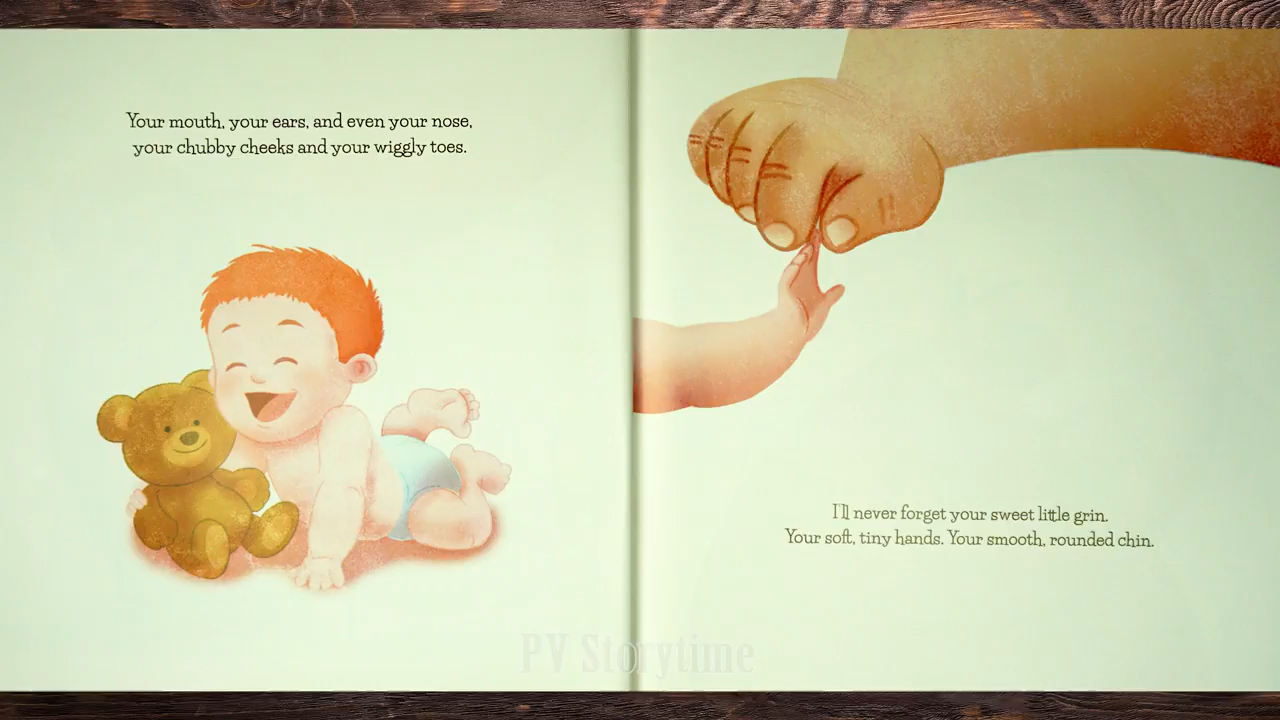 Your mouth, your ears, and even your nose,
your chubby cheeks and your wiggly toes.
I'll never forget your sweet little grin.
Your soft, tiny hands. Your smooth, rounded chin.
PV Storytime